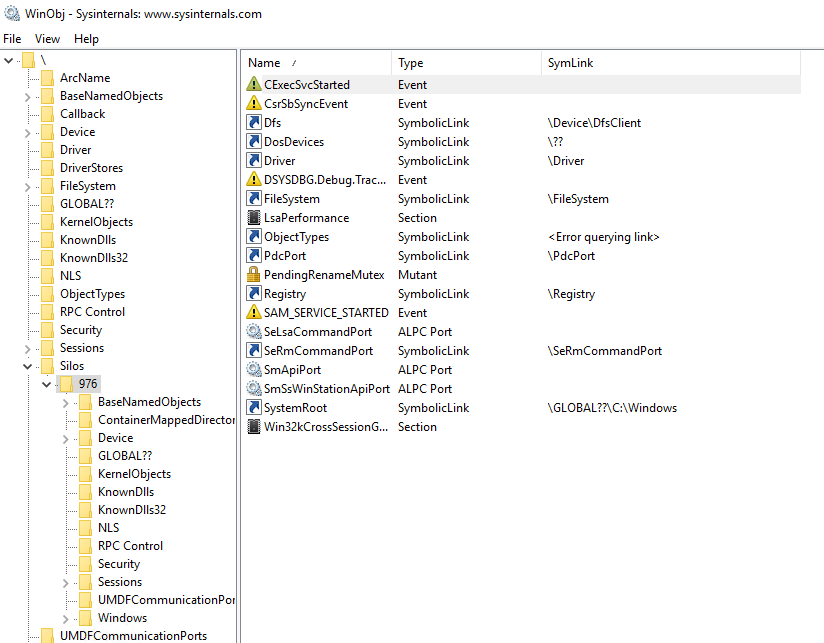 WinObj - Sysinternals: www.sysinternals.com
File View Help
\
ArcName
BaseNamedObjects
Callback
Device
Driver
DriverStores
FileSystem
GLOBAL??
KernelObjects
KnownDlls
KnownDlls32
NLS
ObjectTypes
RPC Control
Security
Sessions
Silos
976
BaseNamedObjects
ContainerMappedDirector
Device
GLOBAL??
KernelObjects
KnownDlls
KnownDlls32
NLS
RPC Control
Security
Sessions
UMDFCommunicationPor
Windows
UMDFCommunicationPorts
Name / Type SymLink
CExecSvcStarted Event
CsrSbSyncEvent Event
Dfs SymbolicLink \Device\DfsClient
DosDevices SymbolicLink \??
Driver SymbolicLink \Driver
DSYSDBG.Debug.Trac... Event
FileSystem SymbolicLink \FileSystem
LsaPerformance Section
ObjectTypes SymbolicLink <Error querying link>
PdcPort SymbolicLink \PdcPort
PendingRenameMutex Mutant
Registry SymbolicLink \Registry
SAM_SERVICE_STARTED Event
SeLsaCommandPort ALPC Port
SeRmCommandPort SymbolicLink \SeRmCommandPort
SmApiPort ALPC Port
SmSsWinStationApiPort ALPC Port
SystemRoot SymbolicLink \GLOBAL??\C:\Windows
Win32kCrossSessionG... Section